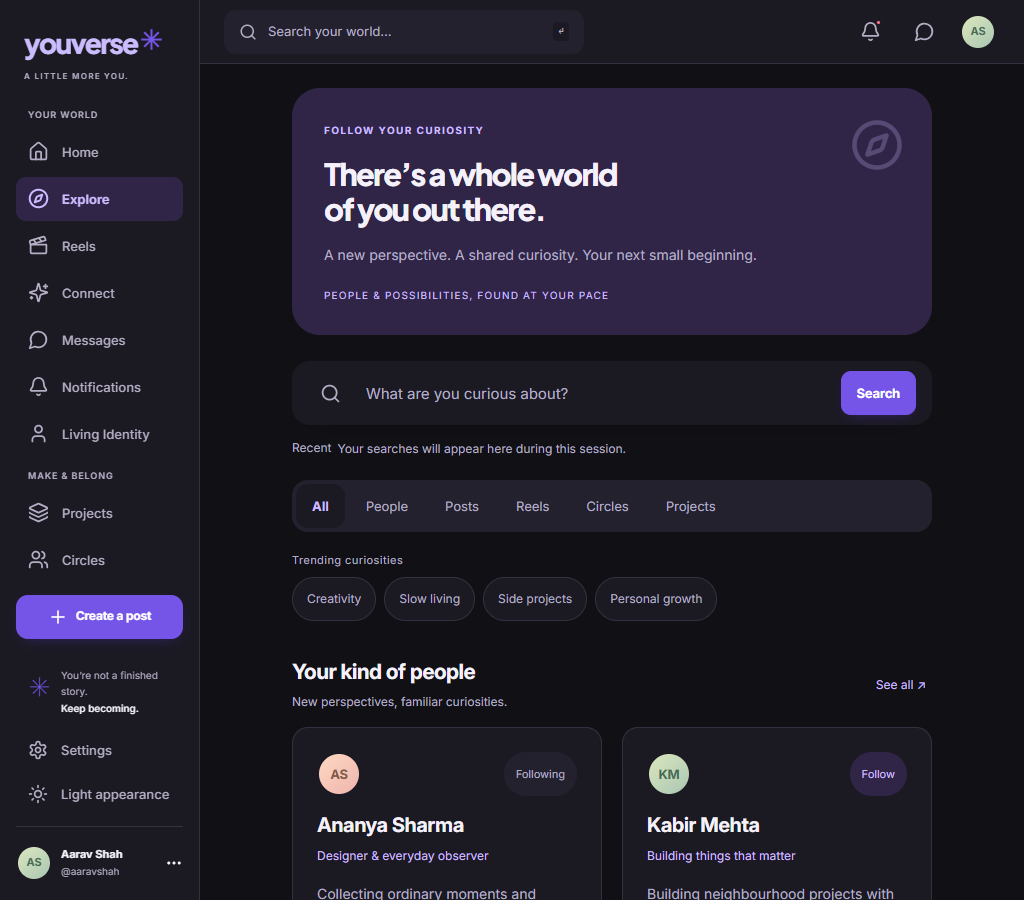 youverse
A LITTLE MORE YOU.
YOUR WORLD
Home
Explore
Reels
Connect
Messages
Notifications
Living Identity
MAKE & BELONG
Projects
Circles
Create a post
You're not a finished
story.
Keep becoming.
Settings
Light appearance
AS
Aarav Shah
@aaravshah
Search your world...
AS
FOLLOW YOUR CURIOSITY
There's a whole world
of you out there.
A new perspective. A shared curiosity. Your next small beginning.
PEOPLE & POSSIBILITIES, FOUND AT YOUR PACE
What are you curious about?
Search
Recent Your searches will appear here during this session.
All People Posts Reels Circles Projects
Trending curiosities
Creativity Slow living Side projects Personal growth
Your kind of people
See all ↗
New perspectives, familiar curiosities.
AS
Following
Ananya Sharma
Designer & everyday observer
Collecting ordinary moments and
KM
Follow
Kabir Mehta
Building things that matter
Building neighbourhood projects with